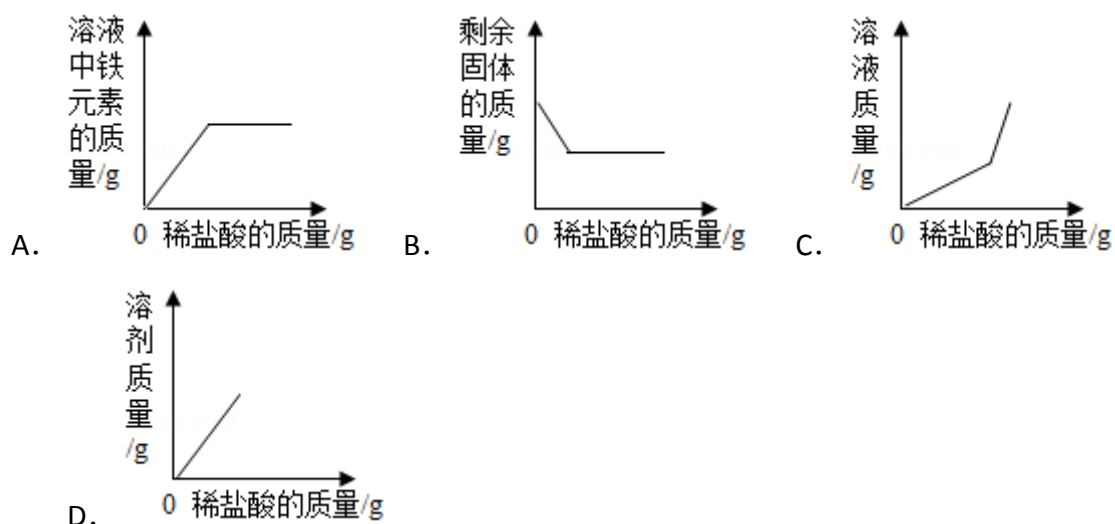 溶液
中铁
元素
的质
量/g
0 稀盐酸的质量/g
A.
剩余
固体
的质
量/g
0 稀盐酸的质量/g
B.
溶
液
质
量
/g
0 稀盐酸的质量/g
C.
溶
剂
质
量
/g
0 稀盐酸的质量/g
D.